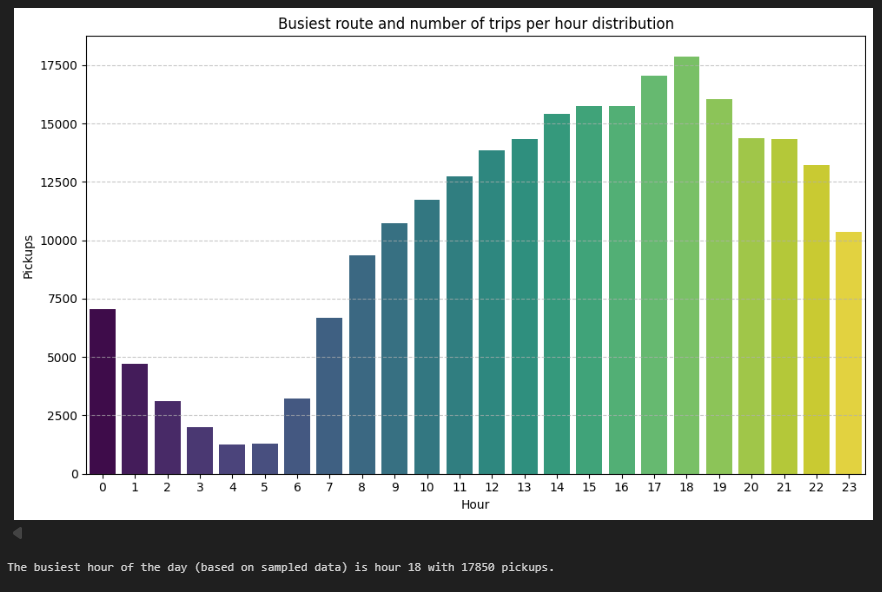 Busiest route and number of trips per hour distribution
17500
15000
12500
10000
7500
5000
2500
0
Pickups
0 1 2 3 4 5 6 7 8 9 10 11 12 13 14 15 16 17 18 19 20 21 22 23
Hour
The busiest hour of the day (based on sampled data) is hour 18 with 17850 pickups.